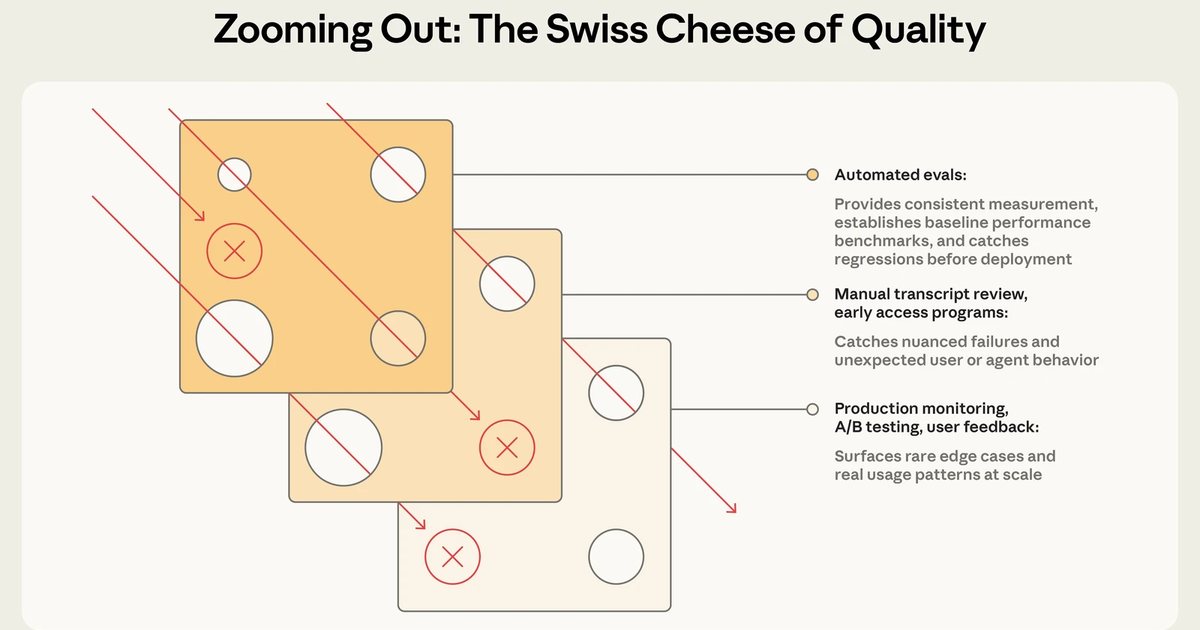 Zooming Out: The Swiss Cheese of Quality
Automated evals:
Provides consistent measurement,
establishes baseline performance
benchmarks, and catches
regressions before deployment
Manual transcript review,
early access programs:
Catches nuanced failures and
unexpected user or agent behavior
Production monitoring,
A/B testing, user feedback:
Surfaces rare edge cases and
real usage patterns at scale